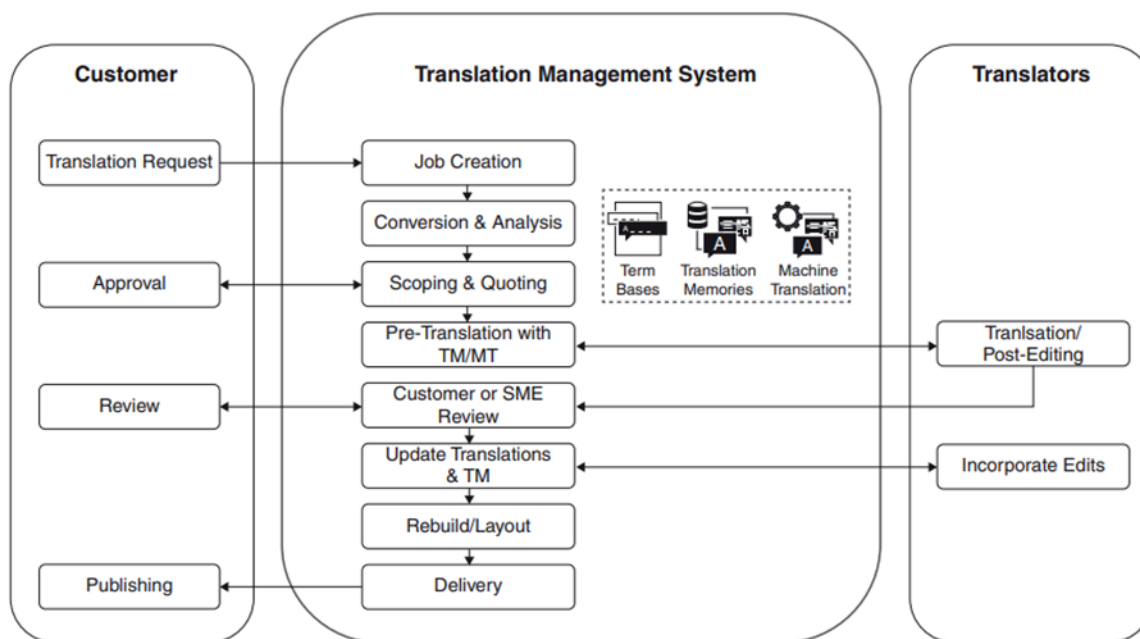 Customer
Translation Management System
Translators
Translation Request
Job Creation
Conversion & Analysis
Term
Bases
Translation
Memories
Machine
Translation
Approval
Scoping & Quoting
Pre-Translation with
TM/MT
Tranlsation/
Post-Editing
Review
Customer or SME
Review
Update Translations
& TM
Incorporate Edits
Rebuild/Layout
Publishing
Delivery
A
A
A